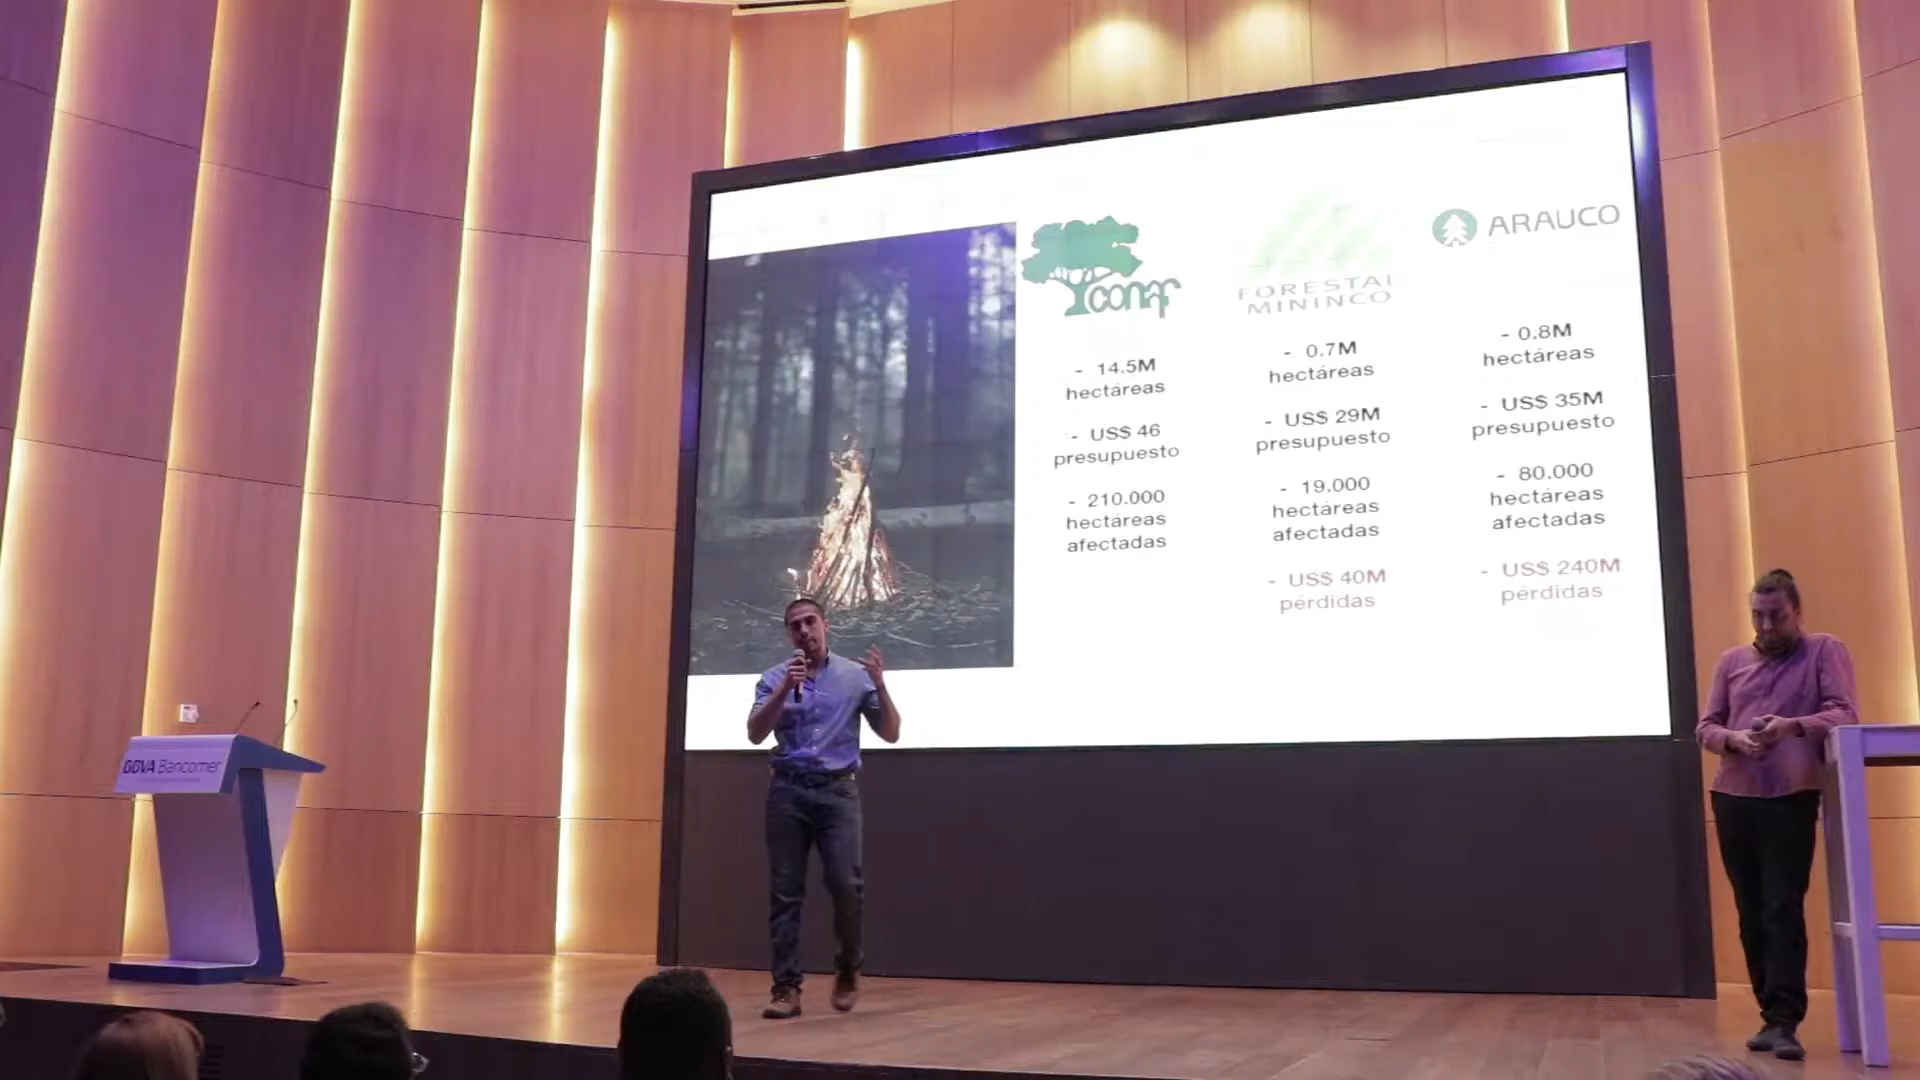 BBVA Bancomer
conaf
- 14.5M
hectáreas
- US$ 46
presupuesto
- 210.000
hectáreas
afectadas
FORESTAL
MININCO
- 0.7M
hectáreas
- US$ 29M
presupuesto
- 19.000
hectáreas
afectadas
- US$ 40M
pérdidas
ARAUCO
- 0.8M
hectáreas
- US$ 35M
presupuesto
- 80.000
hectáreas
afectadas
- US$ 240M
pérdidas